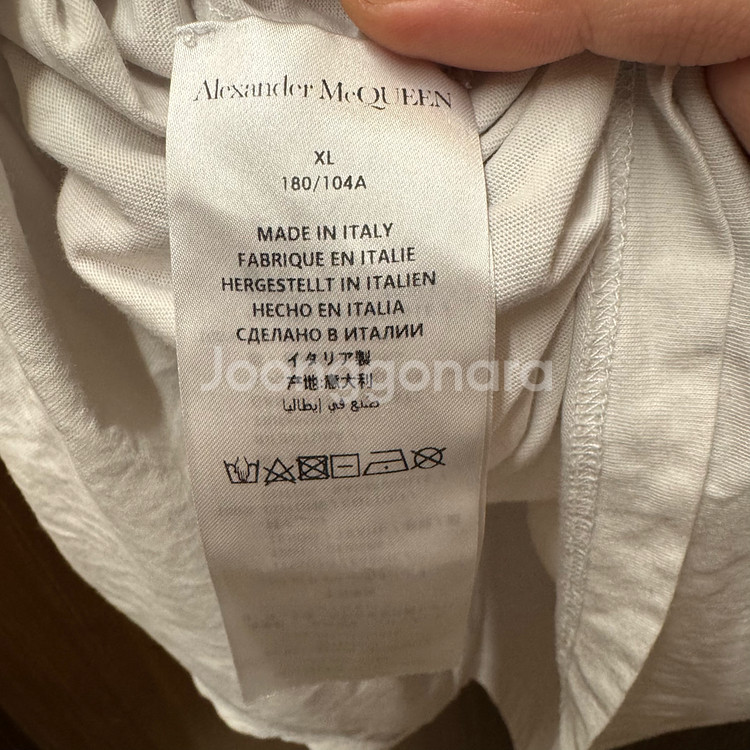 Alexander McQUEEN
XL
180/104A
MADE IN ITALY
FABRIQUE EN ITALIE
HERGESTELLT IN ITALIEN
HECHO EN ITALIA
СДЕЛАНО В ИТАЛИИ
イタリア製
Joonggonara
产地:意大利
صنع في إيطاليا